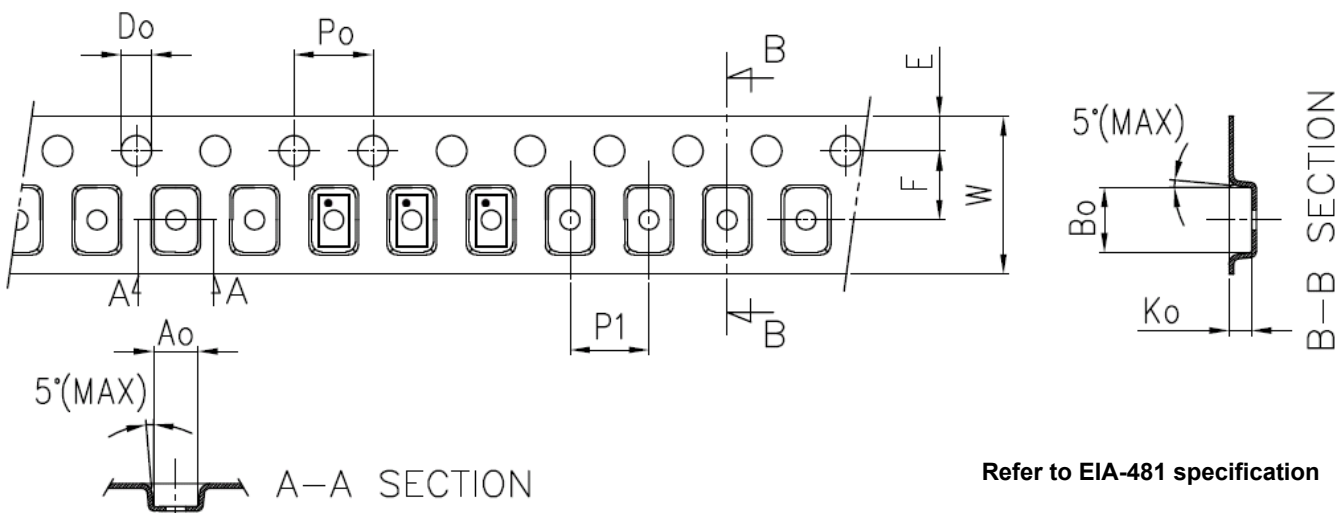 Do
Po
B
E
5°(MAX)
F
W
Bo
A
A
P1
B
Ko
B-B SECTION
Ao
5°(MAX)
A-A SECTION
Refer to EIA-481 specification